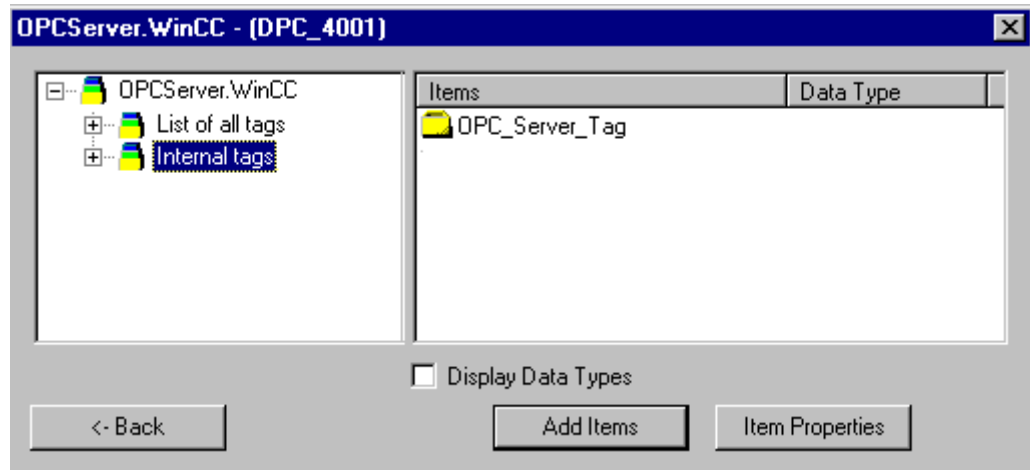 OPCServer.WinCC - (DPC_4001)
OPCServer.WinCC
List of all tags
Internal tags
Items Data Type
OPC_Server_Tag
Display Data Types
<- Back Add Items Item Properties